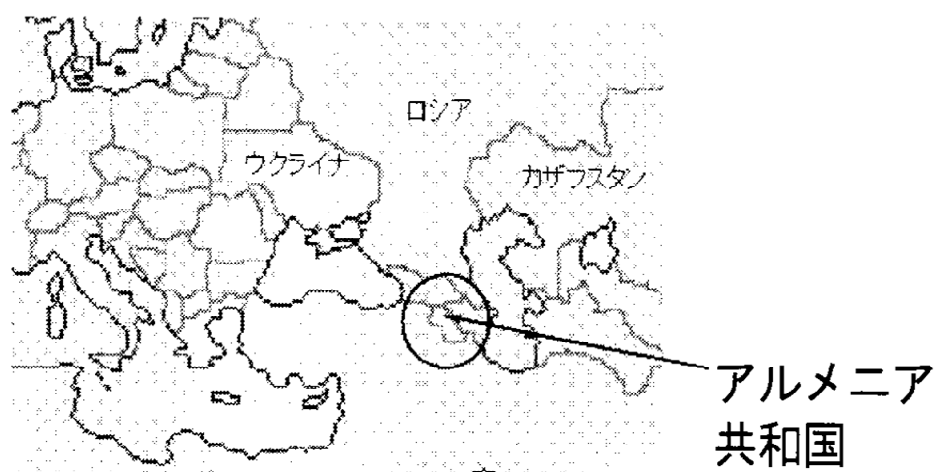 ロシア
ウクライナ
カザフスタン
アルメニア
共和国